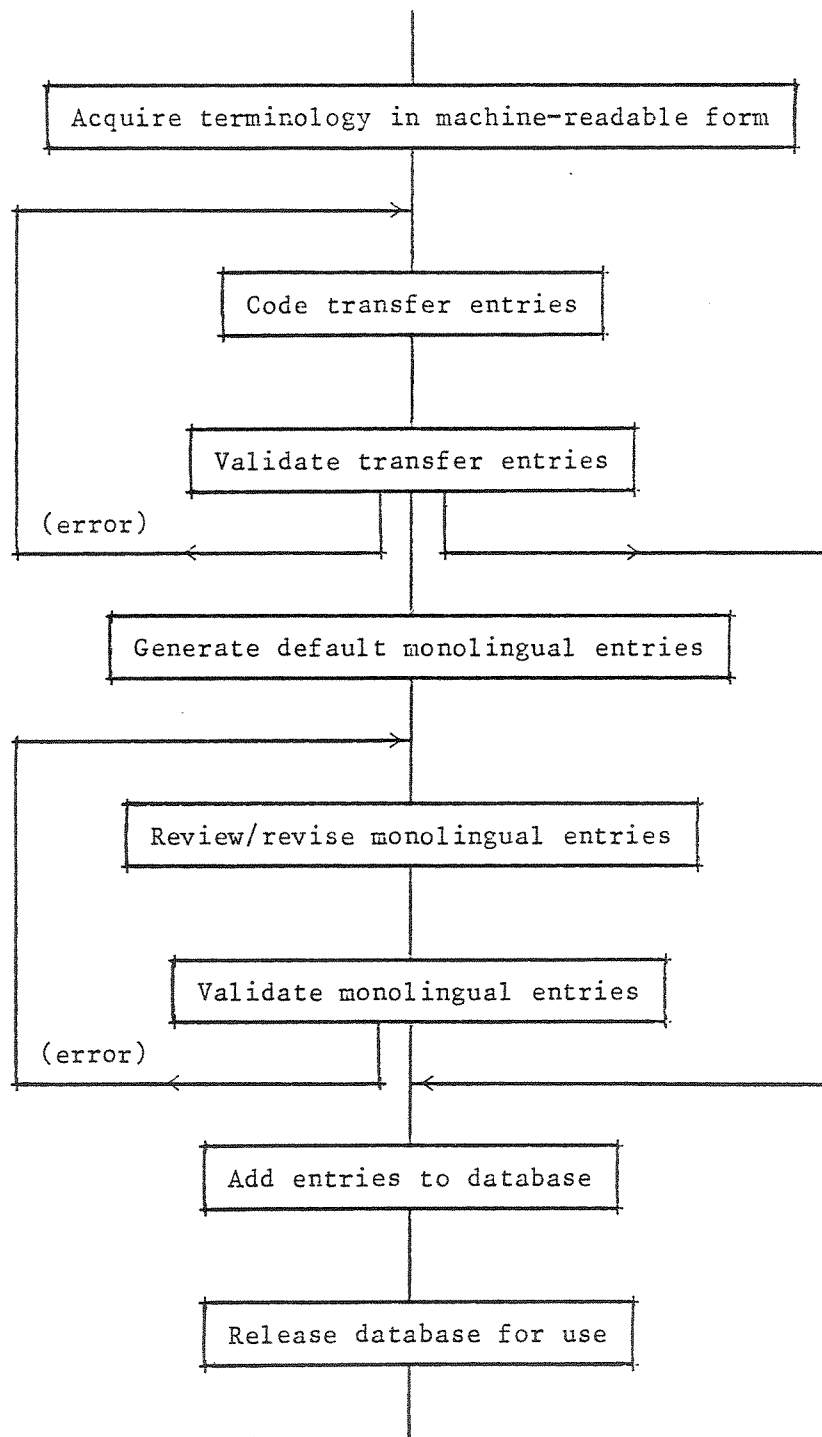 Acquire terminology in machine-readable form
Code transfer entries
Validate transfer entries
(error)
Generate default monolingual entries
Review/revise monolingual entries
Validate monolingual entries
(error)
Add entries to database
Release database for use